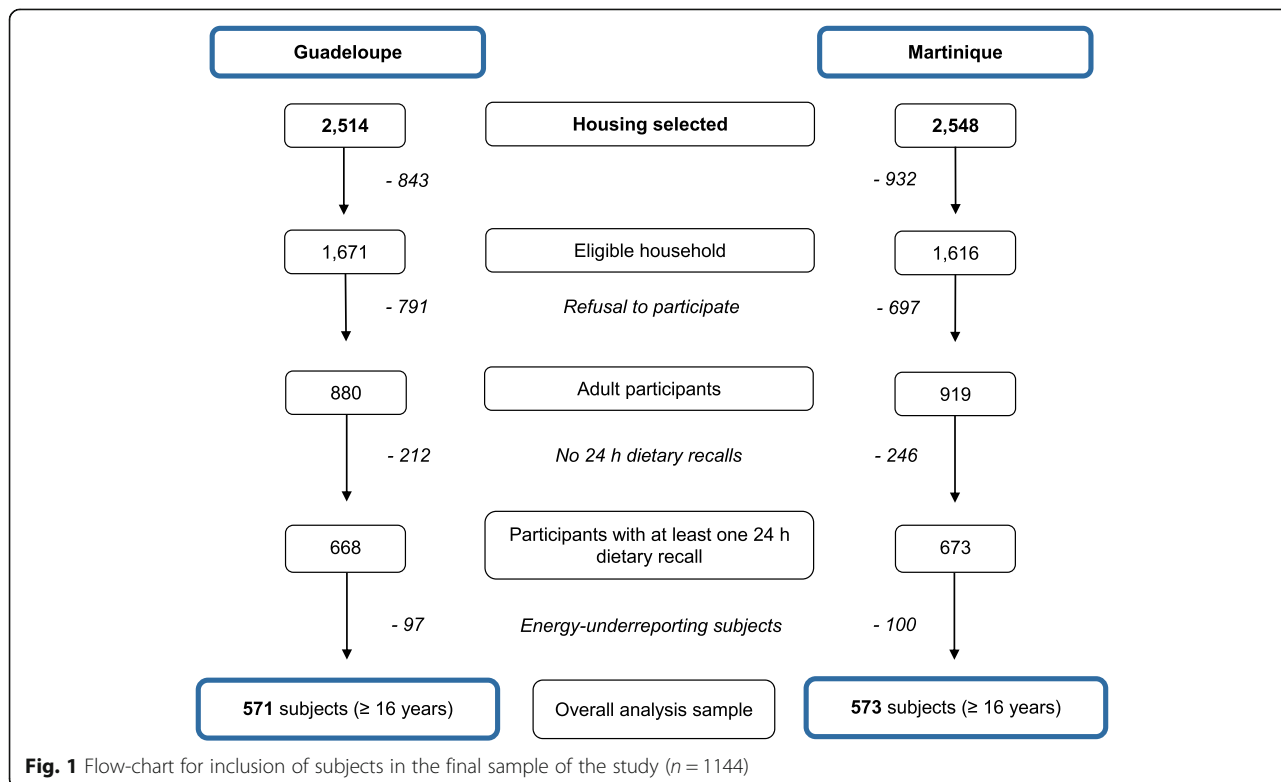 Guadeloupe
Martinique
2,514
Housing selected
2,548
- 843
- 932
1,671
Eligible household
1,616
- 791
Refusal to participate
- 697
880
Adult participants
919
- 212
No 24 h dietary recalls
- 246
668
Participants with at least one 24 h
dietary recall
673
- 97
Energy-underreporting subjects
- 100
571 subjects (≥ 16 years)
Overall analysis sample
573 subjects (≥ 16 years)
Fig. 1 Flow-chart for inclusion of subjects in the final sample of the study (n = 1144)